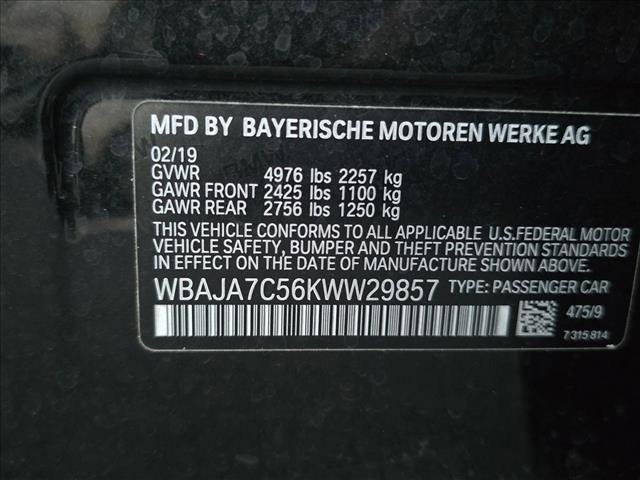 MFD BY BAYERISCHE MOTOREN WERKE AG
02/19
GVWR 4976 lbs 2257 kg
GAWR FRONT 2425 lbs 1100 kg
GAWR REAR 2756 lbs 1250 kg
THIS VEHICLE CONFORMS TO ALL APPLICABLE U.S.FEDERAL MOTOR
VEHICLE SAFETY, BUMPER AND THEFT PREVENTION STANDARDS
IN EFFECT ON THE DATE OF MANUFACTURE SHOWN ABOVE.
WBAJA7C56KWW29857 TYPE: PASSENGER CAR
475/9
7 315 814